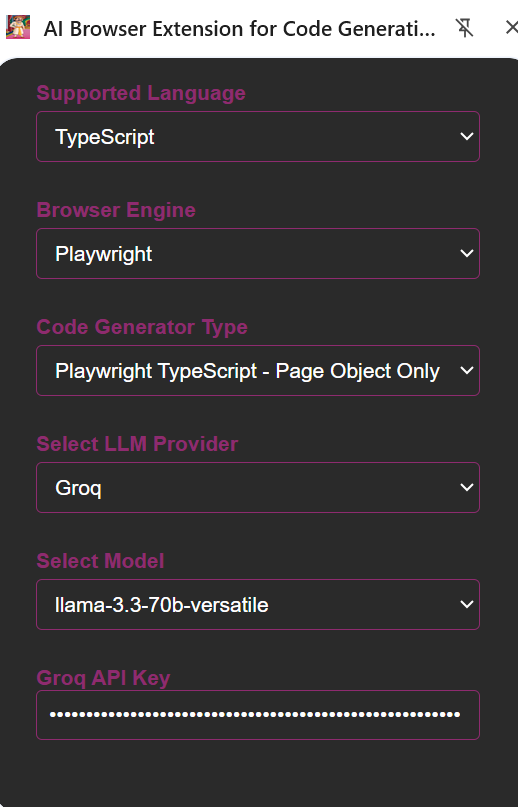 AI Browser Extension for Code Generati...
Supported Language
TypeScript
Browser Engine
Playwright
Code Generator Type
Playwright TypeScript - Page Object Only
Select LLM Provider
Groq
Select Model
llama-3.3-70b-versatile
Groq API Key
••••••••••••••••••••••••••••••••••••••••••••••••••••••••